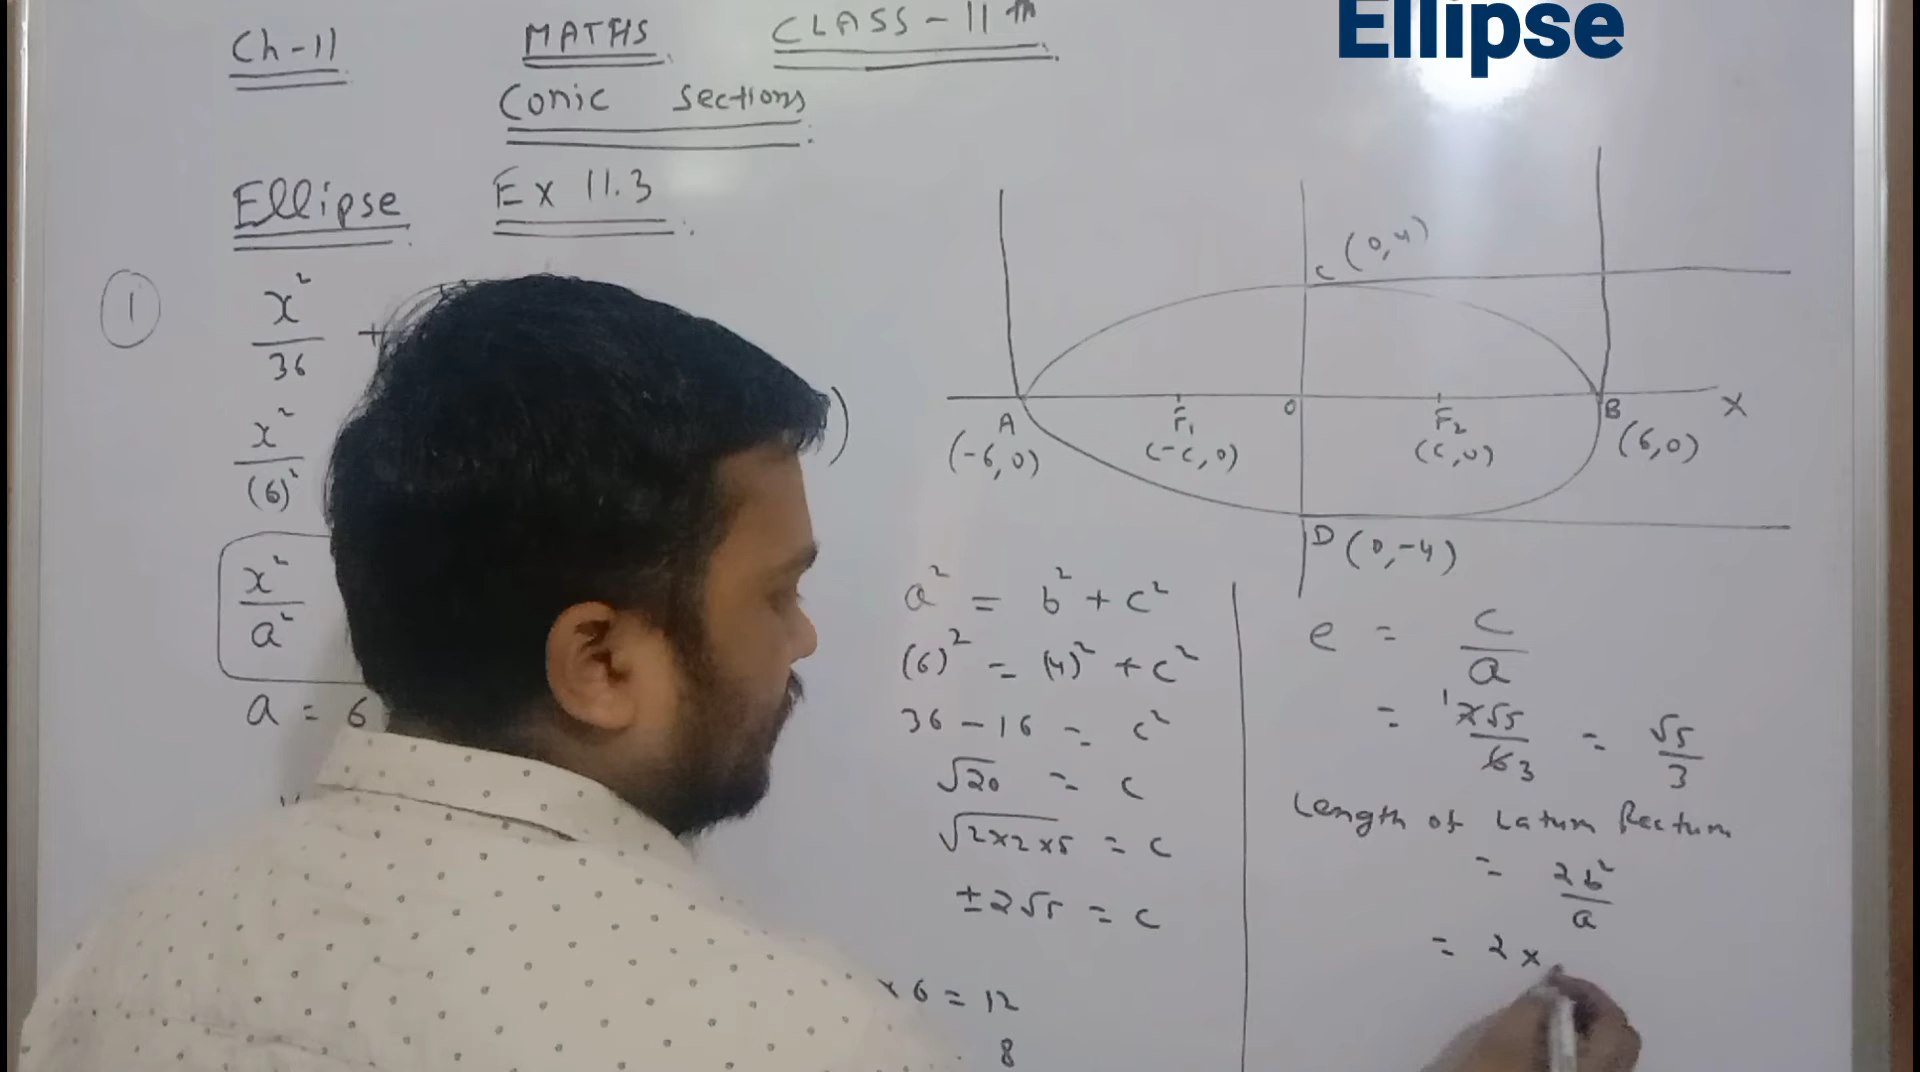 Ellipse
Ch-11
MATHS
CLASS-11th
Conic Sections
Ellipse
Ex 11.3
1
x²/36 +
x²/(6)²
)
x²/a²
a = 6
C (0,4)
A
(-6,0)
F₁
(-c,0)
O
F₂
(c,0)
B
(6,0)
X
D (0,-4)
a² = b² + c²
(6)² = (4)² + c²
36 - 16 = c²
√20 = c
√2×2×5 = c
±2√5 = c
×6 = 12
8
e = c/a
= 1 2√5/6 3 = √5/3
Length of Latum Rectum
= 2b²/a
= 2×